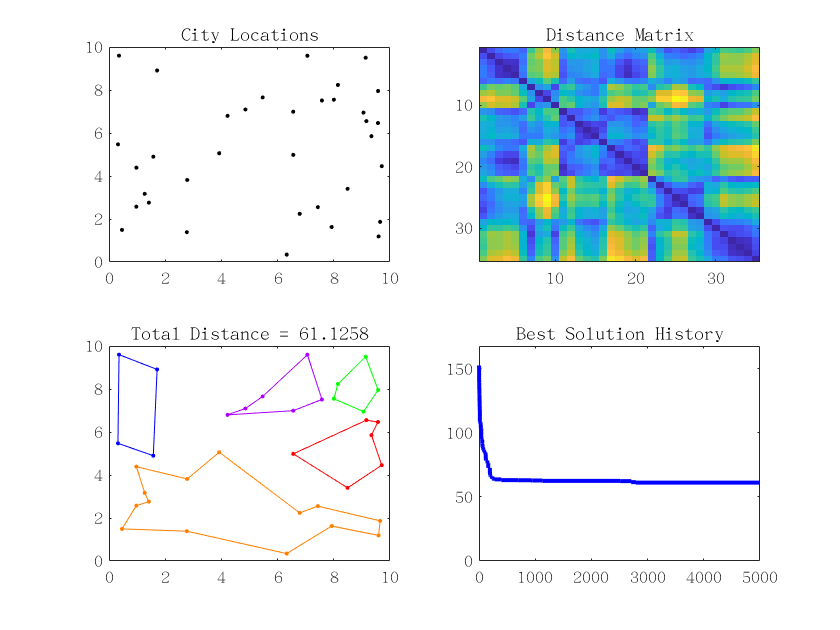 City Locations
10
8
6
4
2
0
0 2 4 6 8 10
Distance Matrix
10
20
30
10 20 30
Total Distance = 61.1258
10
8
6
4
2
0
0 2 4 6 8 10
Best Solution History
150
100
50
0
0 1000 2000 3000 4000 5000